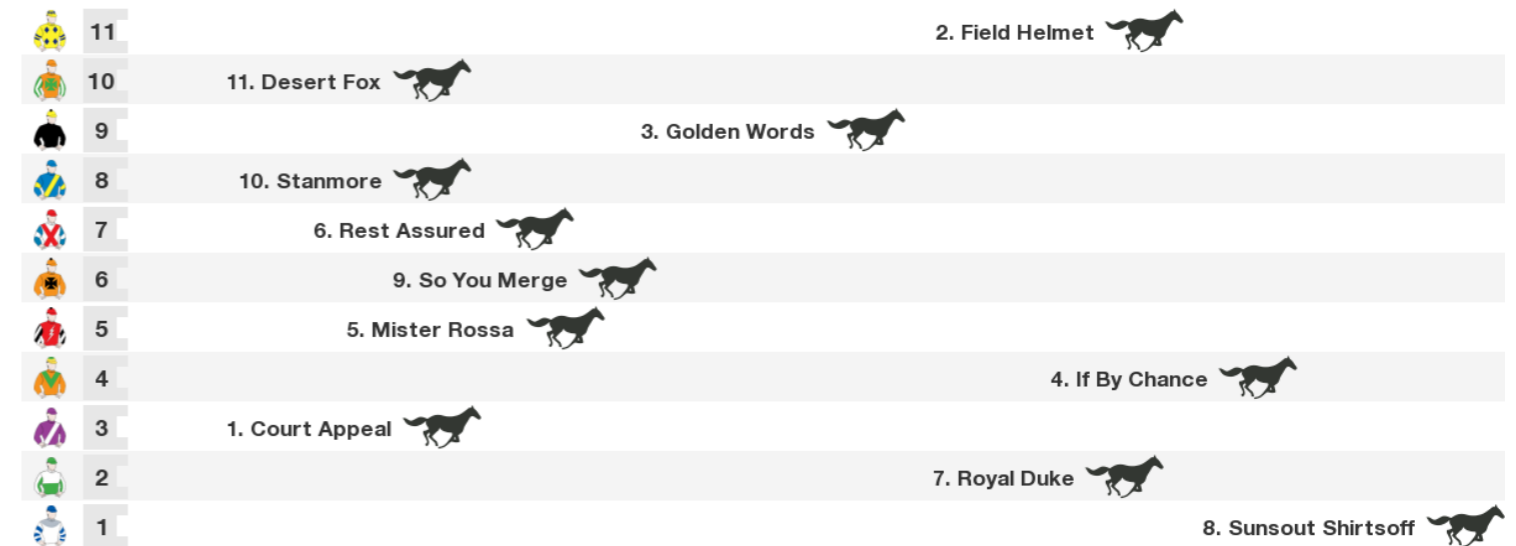 11 2. Field Helmet
10 11. Desert Fox
9 3. Golden Words
8 10. Stanmore
7 6. Rest Assured
6 9. So You Merge
5 5. Mister Rossa
4 4. If By Chance
3 1. Court Appeal
2 7. Royal Duke
1 8. Sunsout Shirtsoff